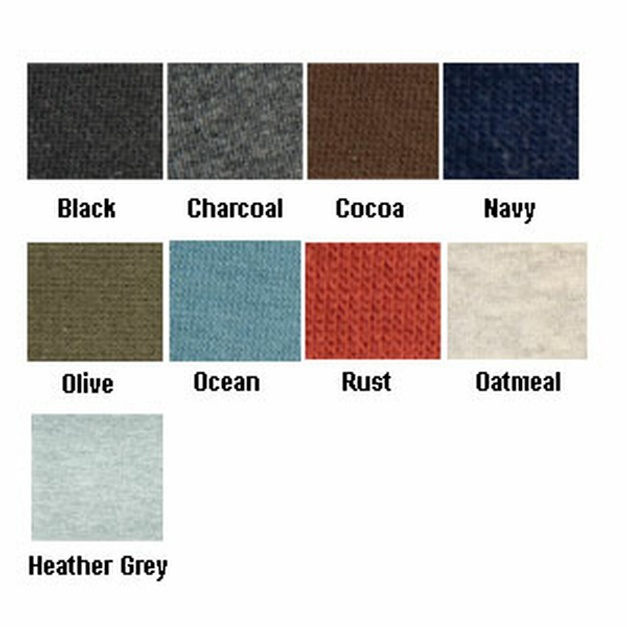 Black Charcoal Cocoa Navy
Olive Ocean Rust Oatmeal
Heather Grey